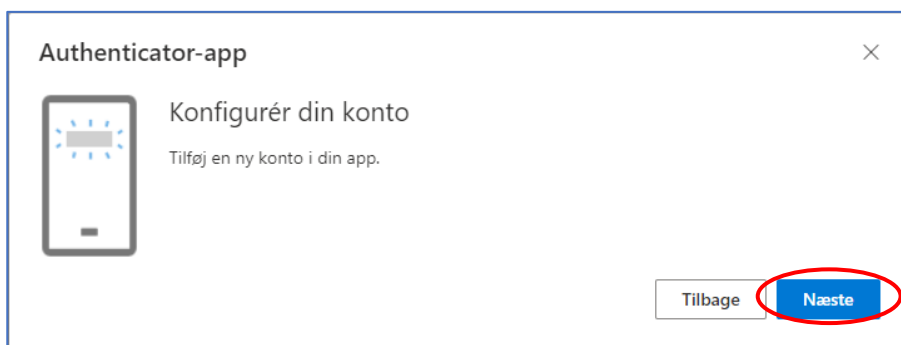 Authenticator-app
Konfigurér din konto
Tilføj en ny konto i din app.
Tilbage
Næste